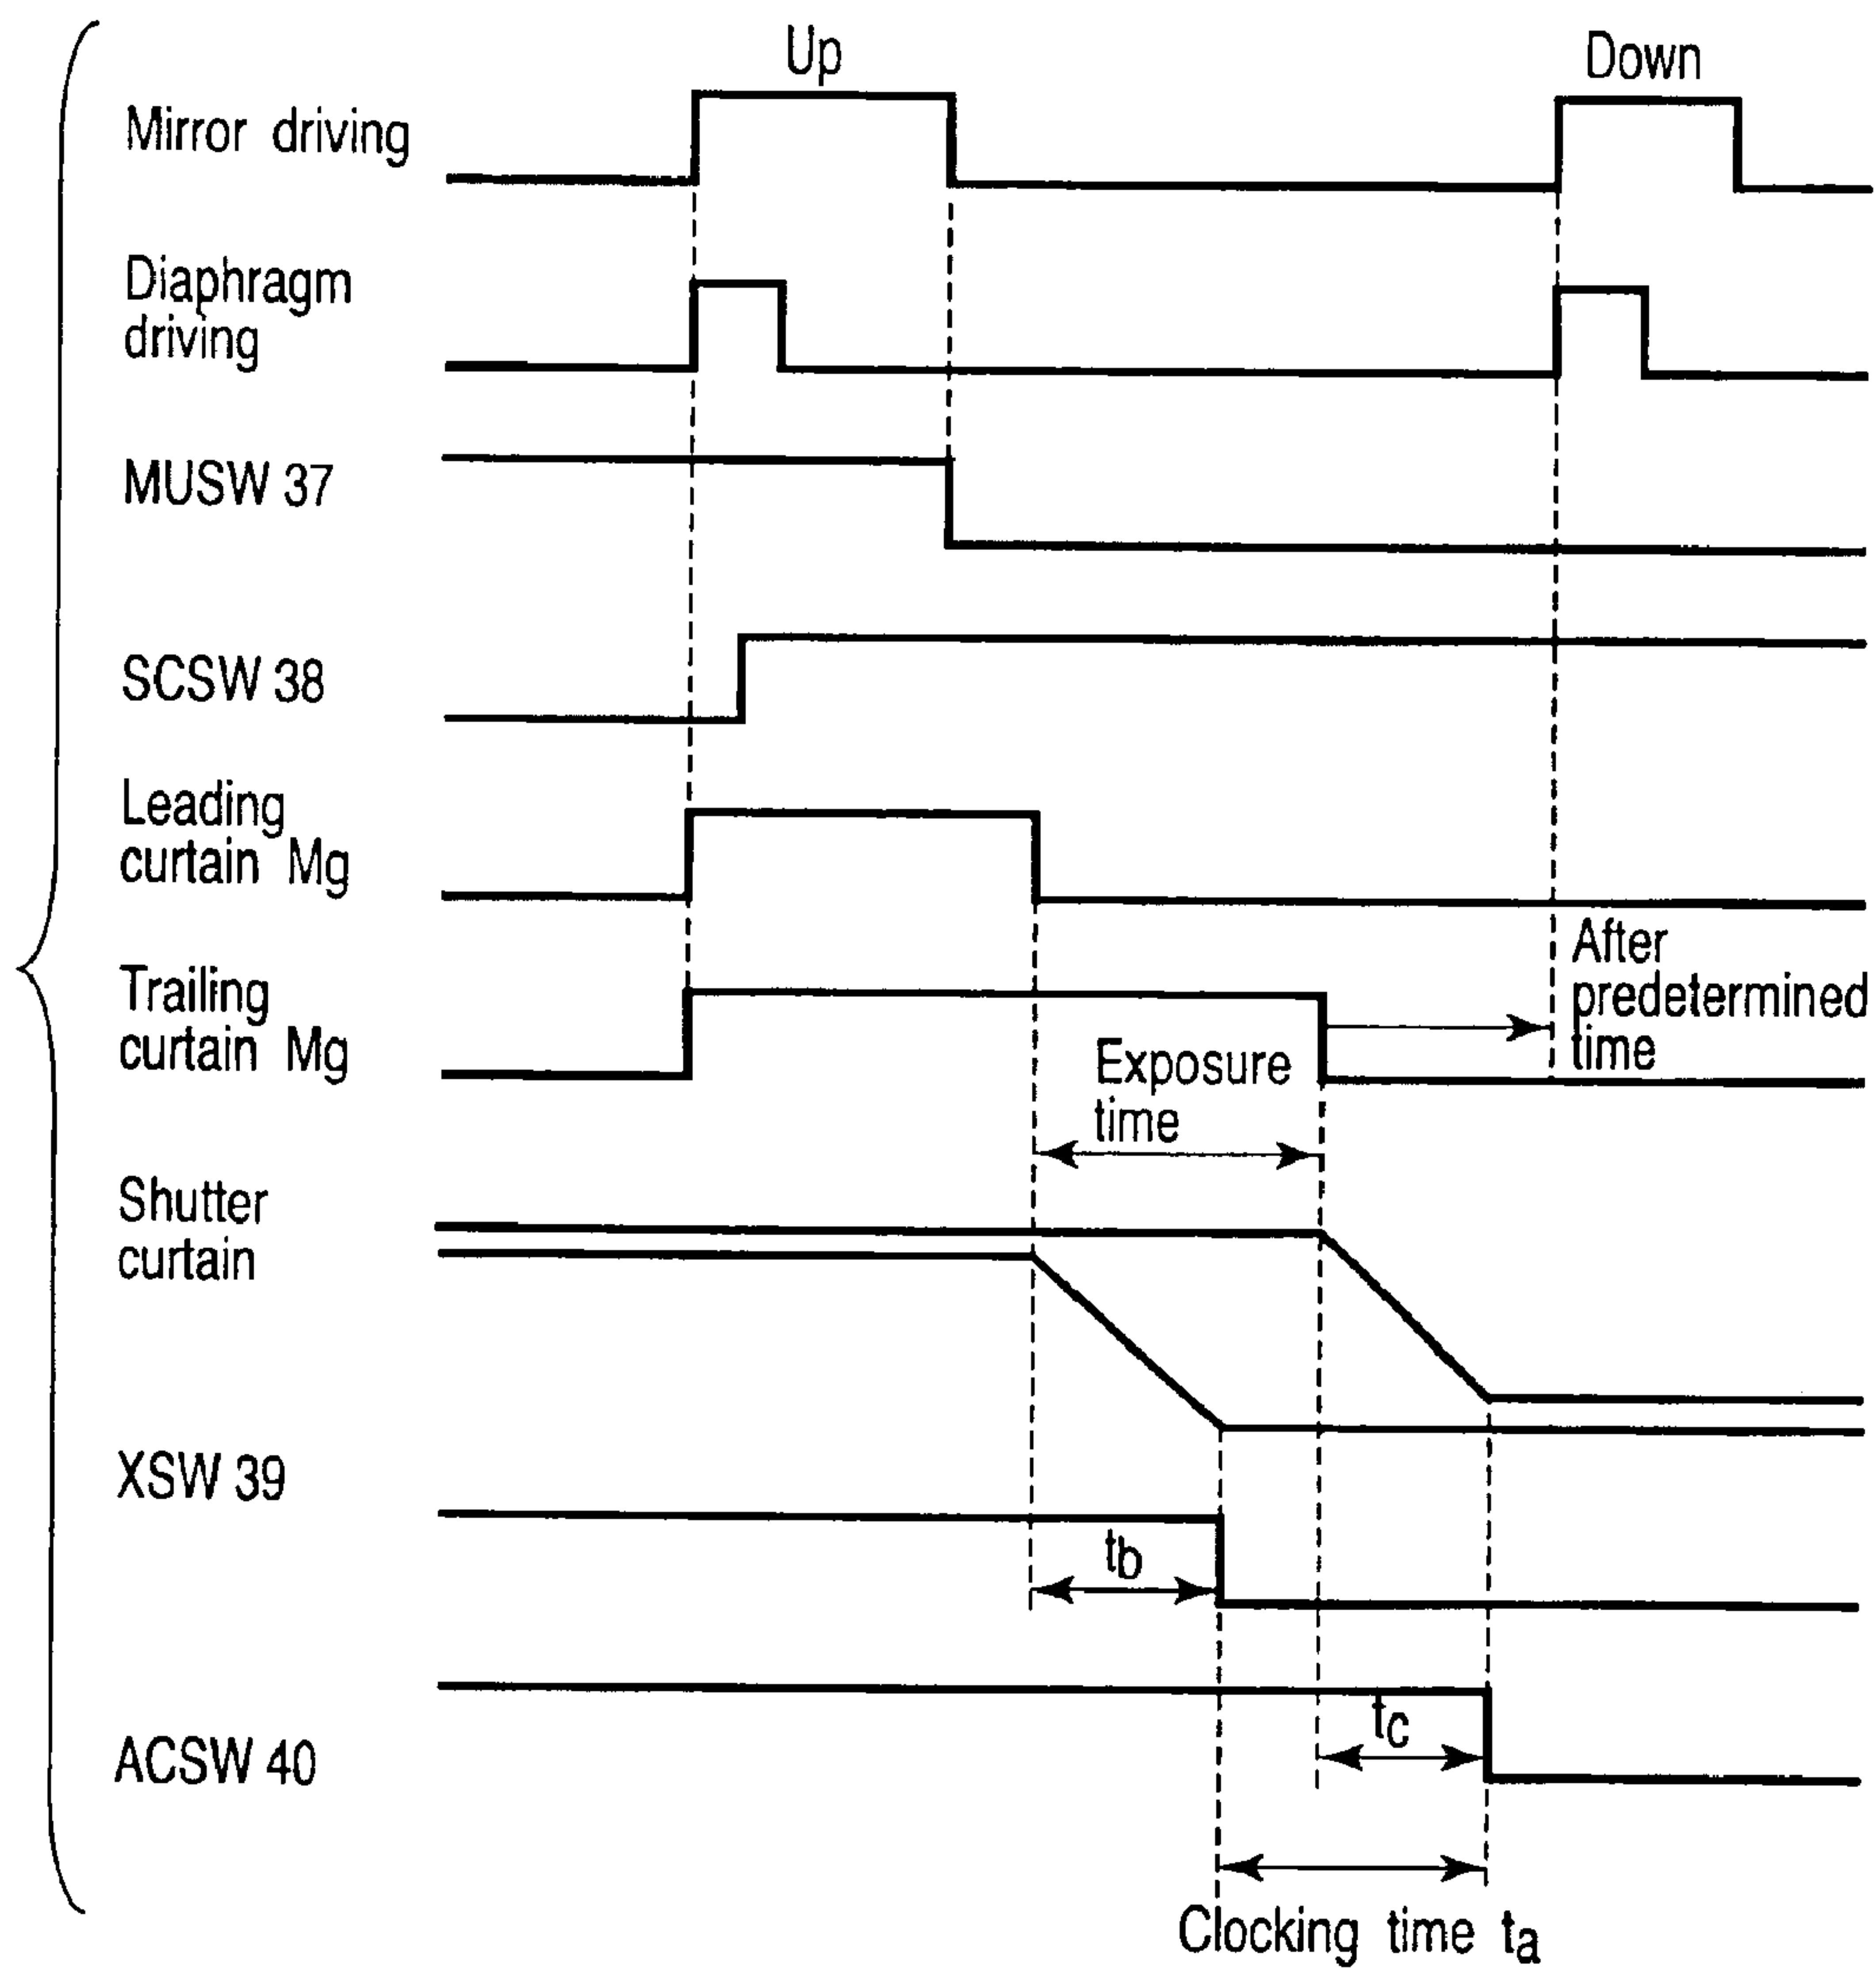 Up
Down
Mirror driving
Diaphragm
driving
MUSW 37
SCSW 38
Leading
curtain Mg
After
predetermined
time
Trailing
curtain Mg
Exposure
time
Shutter
curtain
XSW 39
tb
tc
ACSW 40
Clocking time ta